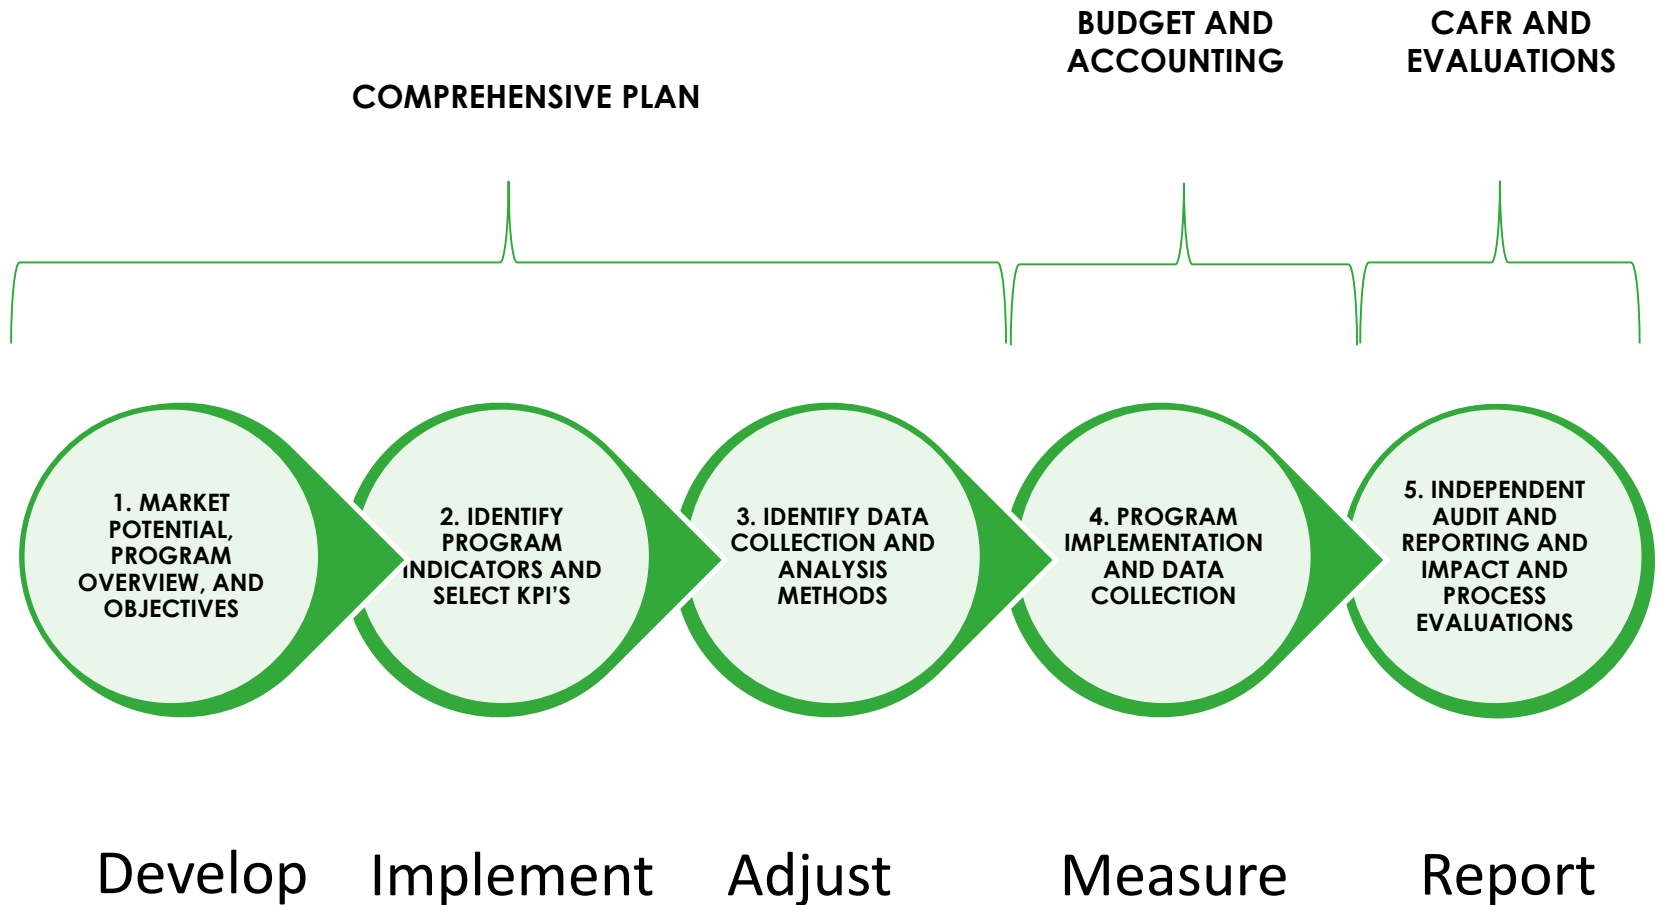 COMPREHENSIVE PLAN
BUDGET AND
ACCOUNTING
CAFR AND
EVALUATIONS
1. MARKET
POTENTIAL,
PROGRAM
OVERVIEW, AND
OBJECTIVES
2. IDENTIFY
PROGRAM
INDICATORS AND
SELECT KPI’S
3. IDENTIFY DATA
COLLECTION AND
ANALYSIS
METHODS
4. PROGRAM
IMPLEMENTATION
AND DATA
COLLECTION
5. INDEPENDENT
AUDIT AND
REPORTING AND
IMPACT AND
PROCESS
EVALUATIONS
Develop
Implement
Adjust
Measure
Report